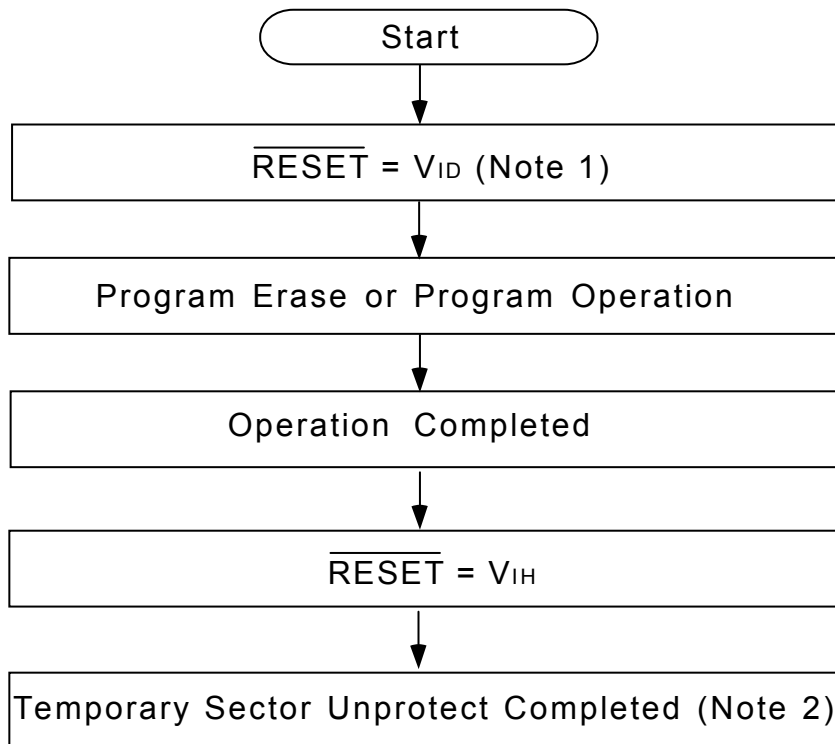 Start
RESET = VID (Note 1)
Program Erase or Program Operation
Operation Completed
RESET = VIH
Temporary Sector Unprotect Completed (Note 2)